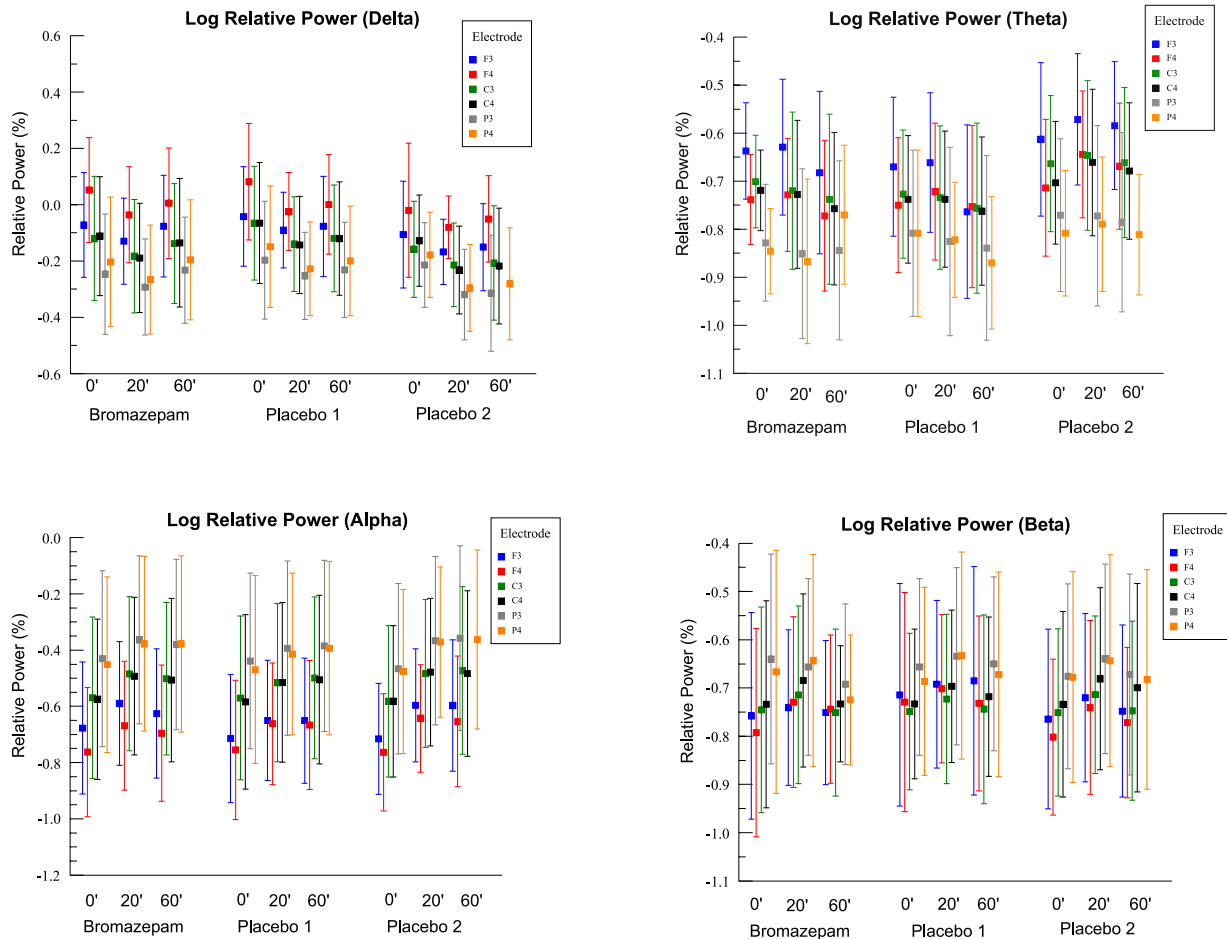 Log Relative Power (Delta)
Relative Power (%)
0.6
0.4
0.2
0.0
-0.2
-0.4
-0.6
Electrode
F3
F4
C3
C4
P3
P4
0' 20' 60' 0' 20' 60' 0' 20' 60'
Bromazepam Placebo 1 Placebo 2
Log Relative Power (Theta)
Relative Power (%)
-0.4
-0.5
-0.6
-0.7
-0.8
-0.9
-1.0
-1.1
Electrode
F3
F4
C3
C4
P3
P4
0' 20' 60' 0' 20' 60' 0' 20' 60'
Bromazepam Placebo 1 Placebo 2
Log Relative Power (Alpha)
Relative Power (%)
0.0
-0.2
-0.4
-0.6
-0.8
-1.0
-1.2
Electrode
F3
F4
C3
C4
P3
P4
0' 20' 60' 0' 20' 60' 0' 20' 60'
Bromazepam Placebo 1 Placebo 2
Log Relative Power (Beta)
Relative Power (%)
-0.4
-0.5
-0.6
-0.7
-0.8
-0.9
-1.0
-1.1
Electrode
F3
F4
C3
C4
P3
P4
0' 20' 60' 0' 20' 60' 0' 20' 60'
Bromazepam Placebo 1 Placebo 2